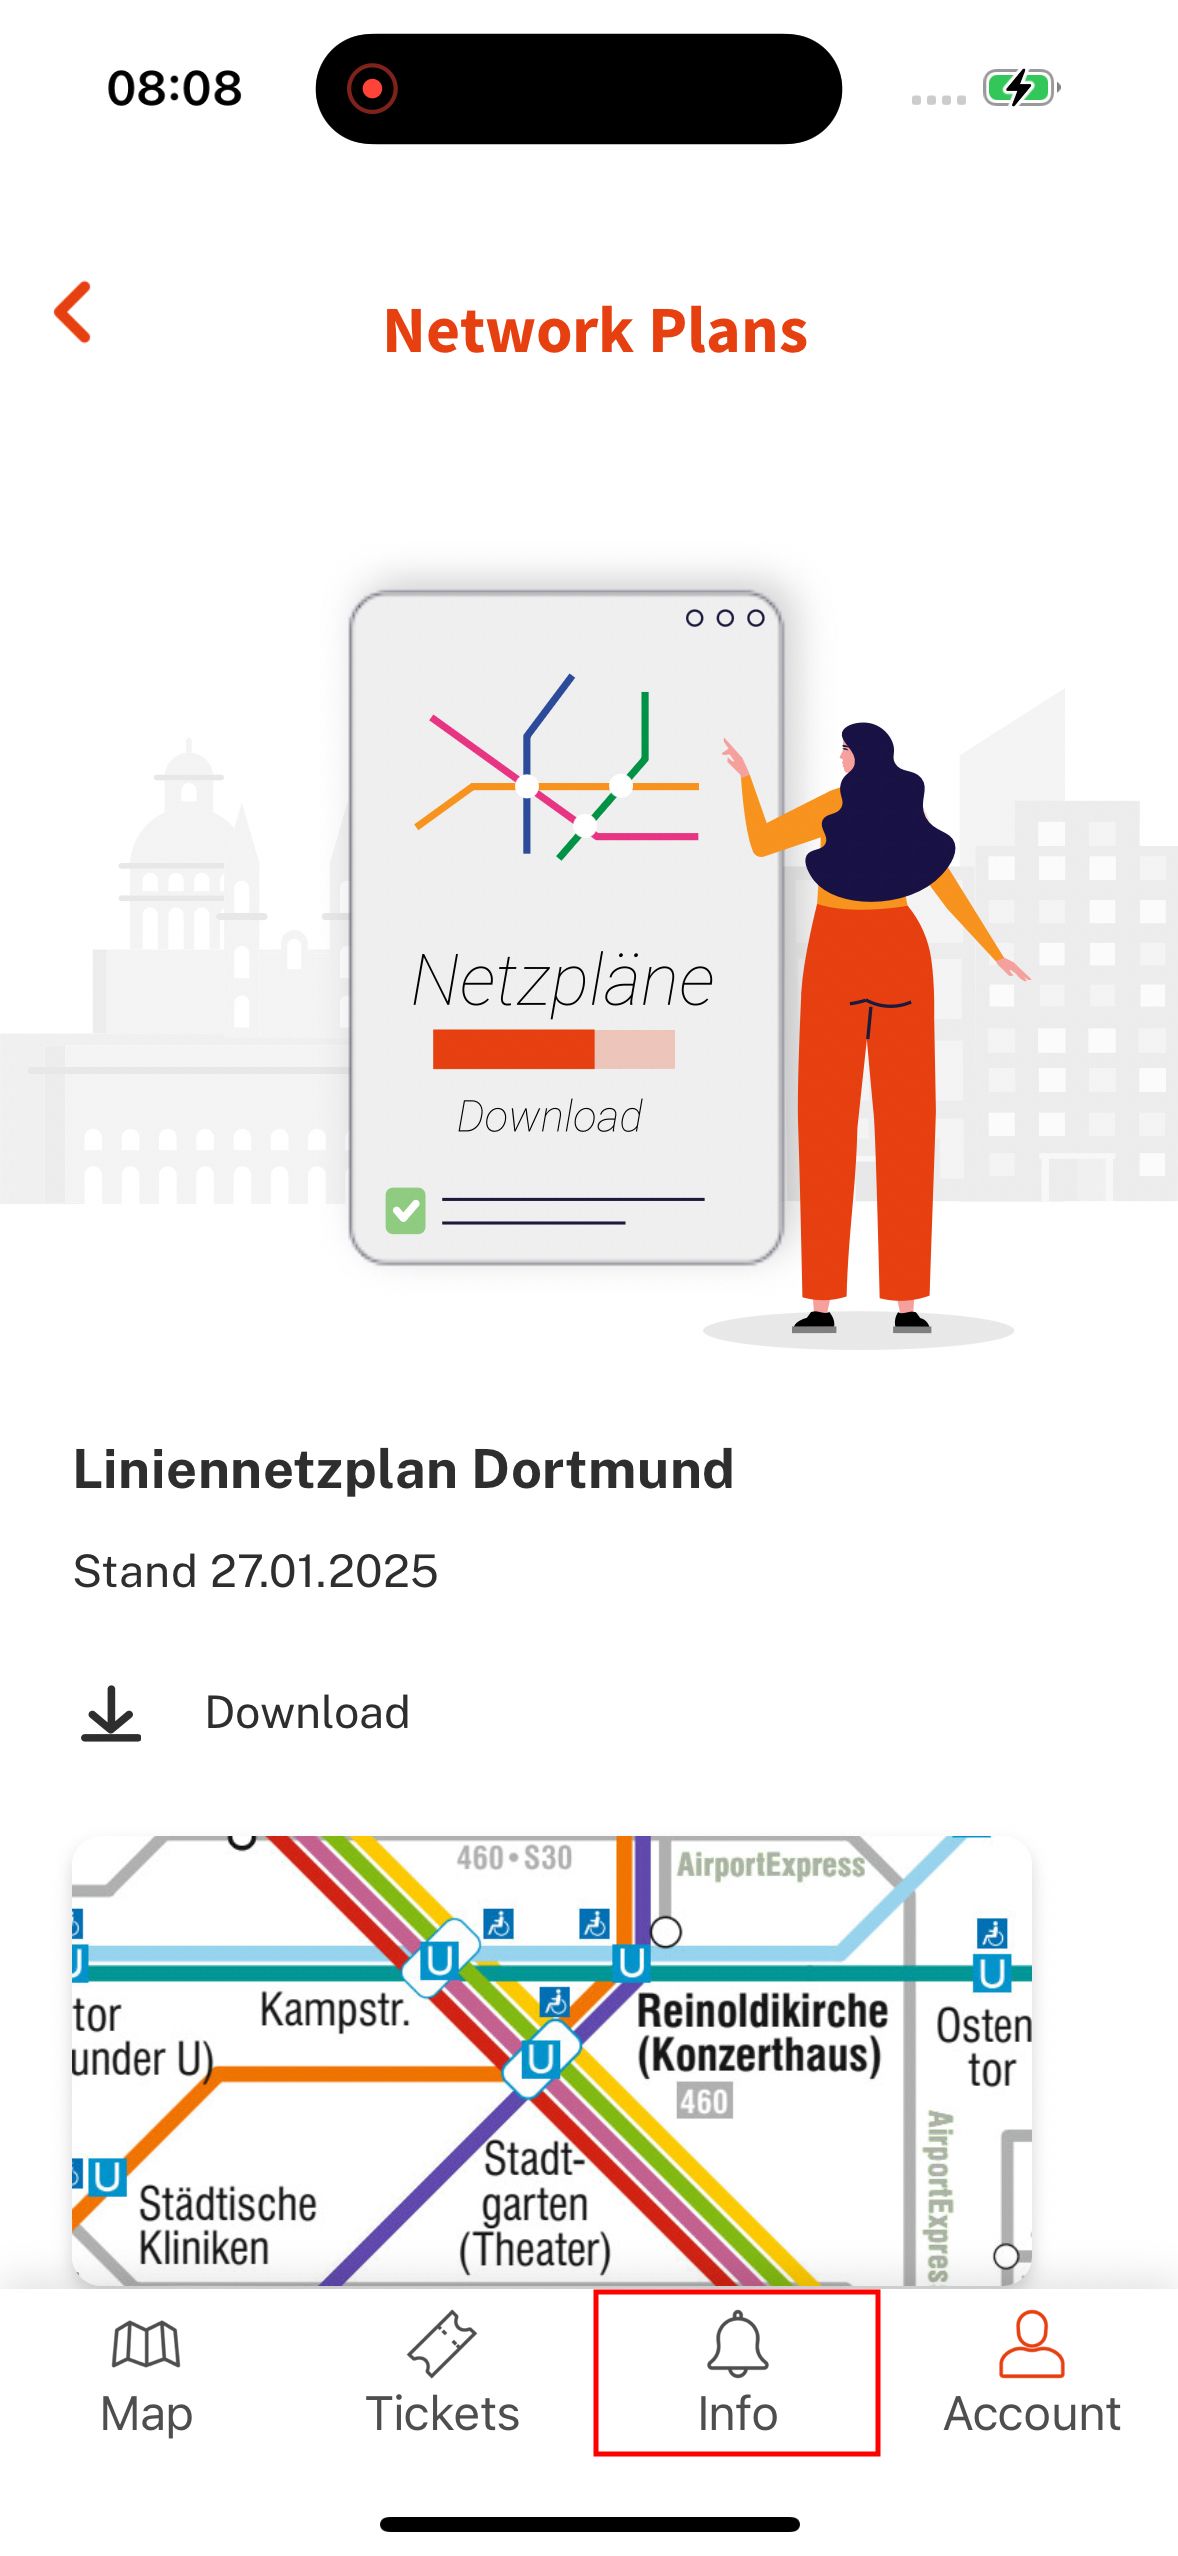 08:08
Network Plans
Netzpläne
Download
Liniennetzplan Dortmund
Stand 27.01.2025
Download
460•S30
AirportExpress
U
U
U
Kampstr.
Reinoldikirche
(Konzerthaus)
460
Osten
tor
tor
under U)
U
AirportExpres
U
Stadt-
garten
(Theater)
Städtische
Kliniken
Map
Tickets
Info
Account